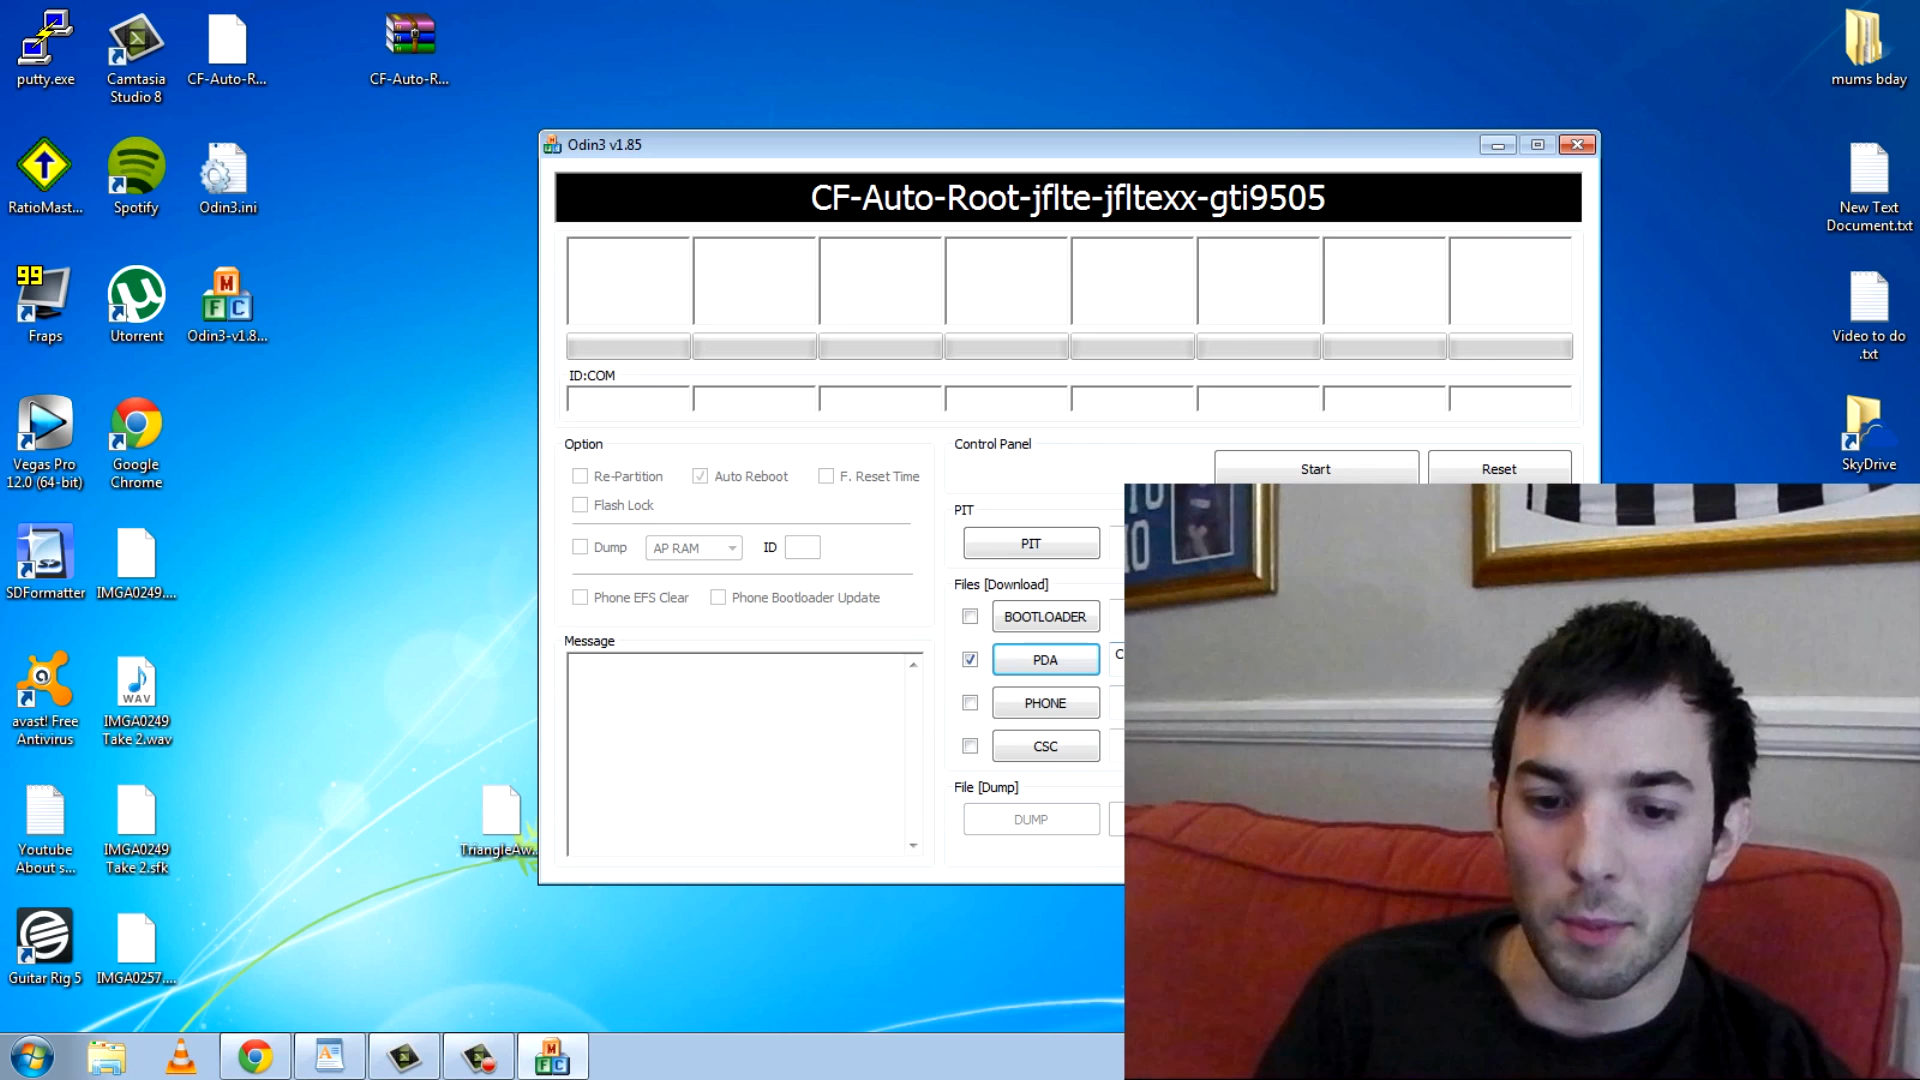 putty.exe
Camtasia
Studio 8
CF-Auto-R...
CF-Auto-R...
mums bday
RatioMast...
Spotify
Odin3.ini
New Text
Document.txt
99
Fraps
Utorrent
M
F C
Odin3-v1.8...
Video to do
.txt
Vegas Pro
12.0 (64-bit)
Google
Chrome
SkyDrive
SDFormatter
IMGA0249....
avast! Free
Antivirus
WAV
IMGA0249
Take 2.wav
Youtube
About s...
IMGA0249
Take 2.sfk
TriangleAw...
Guitar Rig 5
IMGA0257....
Odin3 v1.85
CF-Auto-Root-jflte-jfltexx-gti9505
ID:COM
Option
Re-Partition
Auto Reboot
F. Reset Time
Flash Lock
Dump
AP RAM
ID
Phone EFS Clear
Phone Bootloader Update
Message
Control Panel
Start
Reset
PIT
PIT
Files [Download]
BOOTLOADER
PDA
C
PHONE
CSC
File [Dump]
DUMP
M
F C